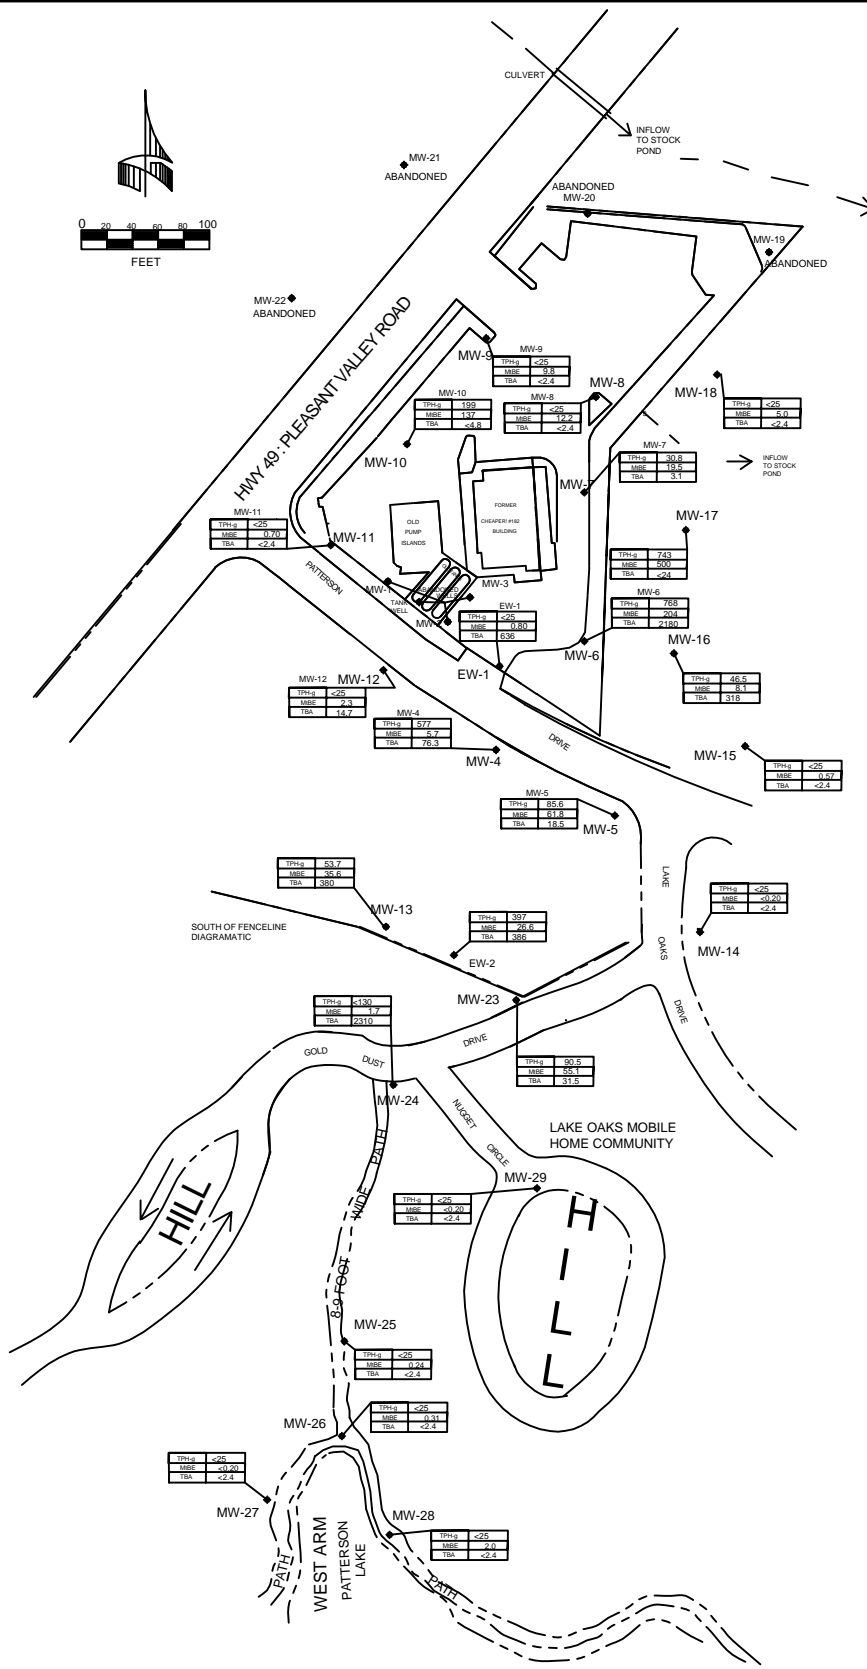 CULVERT
INFLOW
TO STOCK
POND
MW-21
ABANDONED
ABANDONED
MW-20
0 20 40 60 80 100
FEET
MW-19
ABANDONED
MW-22
ABANDONED
HWY 49 : PLEASANT VALLEY ROAD
MW-9
MW-9
TPH-g <25
MtBE 9.8
TBA <2.4
MW-8
MW-8
TPH-g <25
MtBE 12.2
TBA <2.4
MW-18
TPH-g <25
MtBE 5.0
TBA <2.4
MW-10
TPH-g 199
MtBE 137
TBA <4.8
MW-10
MW-7
TPH-g 30.8
MtBE 19.5
TBA 3.1
MW-7
INFLOW
TO STOCK
POND
FORMER
CHEAPER! #182
BUILDING
OLD
PUMP
ISLANDS
MW-11
TPH-g <25
MtBE 0.70
TBA <2.4
MW-11
MW-17
TPH-g 743
MtBE 500
TBA <24
PATTERSON
MW-1
ABANDONED
WELLS
MW-3
TANK
WELL
MW-2
EW-1
TPH-g <25
MtBE 0.80
TBA 636
EW-1
MW-6
TPH-g 768
MtBE 204
TBA 2180
MW-6
MW-16
TPH-g 46.5
MtBE 8.1
TBA 318
MW-12
MW-12
TPH-g <25
MtBE 2.3
TBA 14.7
MW-4
TPH-g 577
MtBE 5.7
TBA 76.3
MW-4
DRIVE
MW-15
TPH-g <25
MtBE 0.57
TBA <2.4
MW-5
TPH-g 85.6
MtBE 61.8
TBA 18.5
MW-5
LAKE
OAKS
DRIVE
TPH-g 53.7
MtBE 35.6
TBA 380
MW-13
TPH-g <25
MtBE <0.20
TBA <2.4
MW-14
SOUTH OF FENCELINE
DIAGRAMATIC
TPH-g 397
MtBE 26.6
TBA 386
EW-2
MW-23
TPH-g <130
MtBE 1.7
TBA 2310
GOLD
DUST
DRIVE
TPH-g 90.5
MtBE 55.1
TBA 31.5
MW-24
NUGGET
CIRCLE
LAKE OAKS MOBILE
HOME COMMUNITY
8-9 FOOT WIDE PATH
MW-29
TPH-g <25
MtBE <0.20
TBA <2.4
HILL
HILL
MW-25
TPH-g <25
MtBE 0.24
TBA <2.4
MW-26
TPH-g <25
MtBE 0.31
TBA <2.4
TPH-g <25
MtBE <0.20
TBA <2.4
MW-27
MW-28
TPH-g <25
MtBE 2.0
TBA <2.4
PATH
WEST ARM
PATTERSON
LAKE
PATH